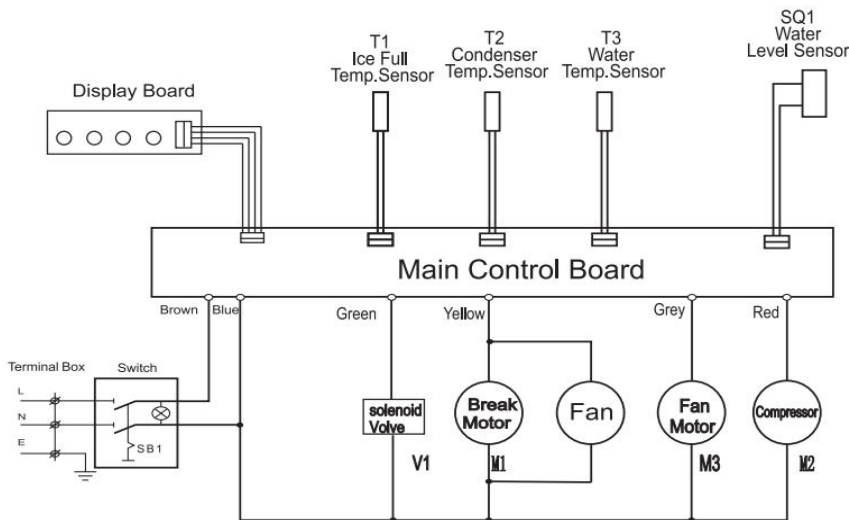 T1
Ice Full
Temp.Sensor
T2
Condenser
Temp.Sensor
T3
Water
Temp.Sensor
SQ1
Water
Level Sensor
Display Board
Main Control Board
Brown
Blue
Green
Yellow
Grey
Red
Terminal Box
Switch
L
N
E
SB1
solenoid
Volve
V1
Break
Motor
M1
Fan
Fan
Motor
M3
Compressor
M2